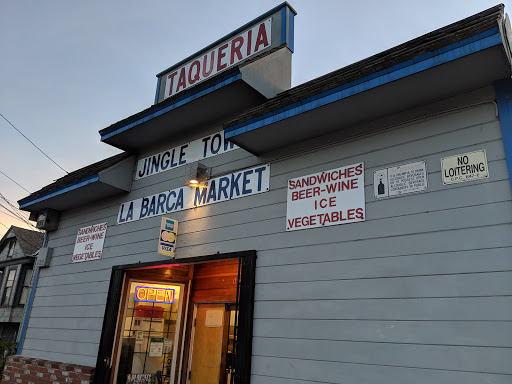 TAQUERIA
JINGLE TOW
LA BARCA MARKET
SANDWICHES
BEER-WINE
ICE
VEGETABLES
SANDWICHES
BEER-WINE
ICE
VEGETABLES
NO
LOITERING
VISA
OPEN